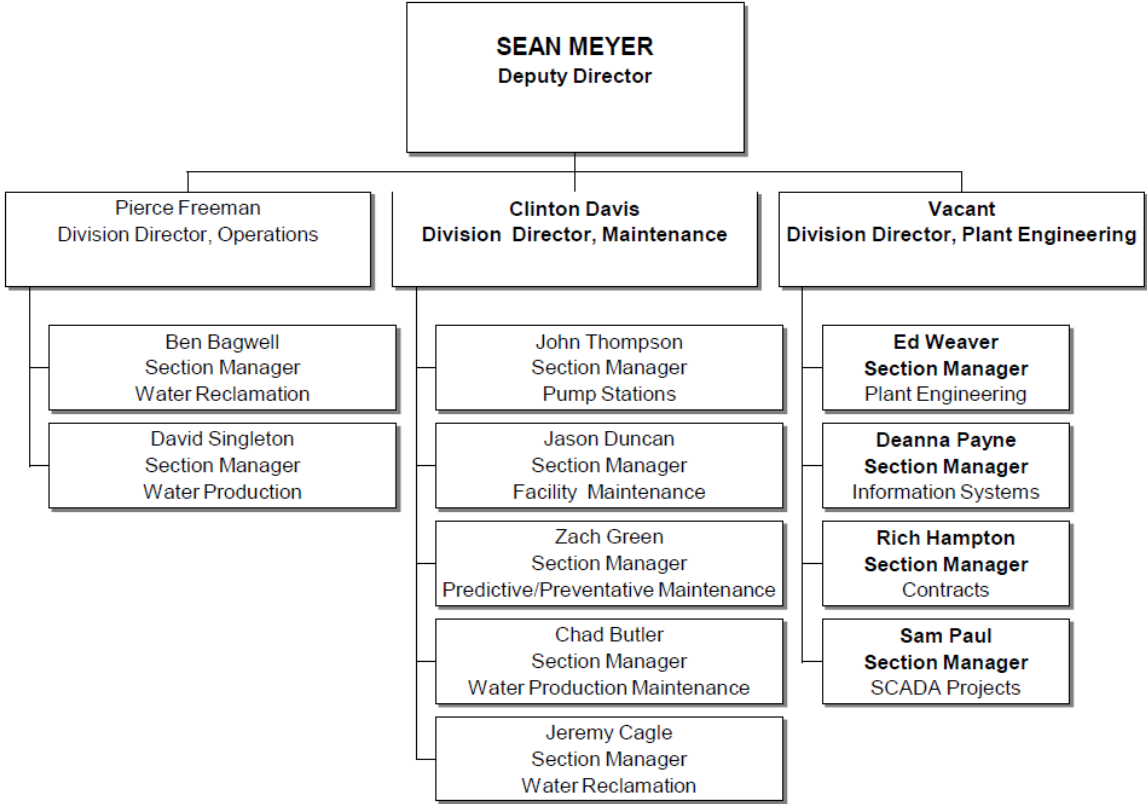 SEAN MEYER
Deputy Director
Pierce Freeman
Division Director, Operations
Clinton Davis
Division Director, Maintenance
Vacant
Division Director, Plant Engineering
Ben Bagwell
Section Manager
Water Reclamation
David Singleton
Section Manager
Water Production
John Thompson
Section Manager
Pump Stations
Jason Duncan
Section Manager
Facility Maintenance
Zach Green
Section Manager
Predictive/Preventative Maintenance
Chad Butler
Section Manager
Water Production Maintenance
Jeremy Cagle
Section Manager
Water Reclamation
Ed Weaver
Section Manager
Plant Engineering
Deanna Payne
Section Manager
Information Systems
Rich Hampton
Section Manager
Contracts
Sam Paul
Section Manager
SCADA Projects